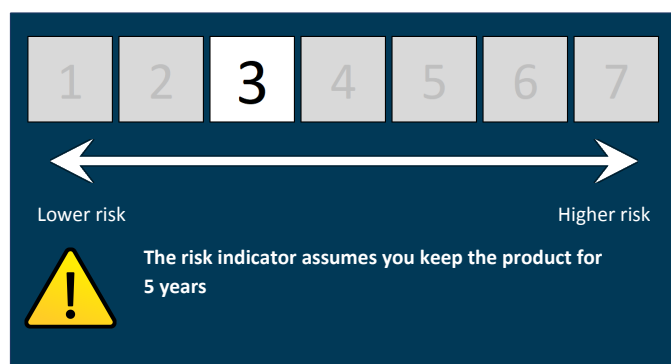 1 2 3 4 5 6 7
Lower risk Higher risk
The risk indicator assumes you keep the product for
5 years